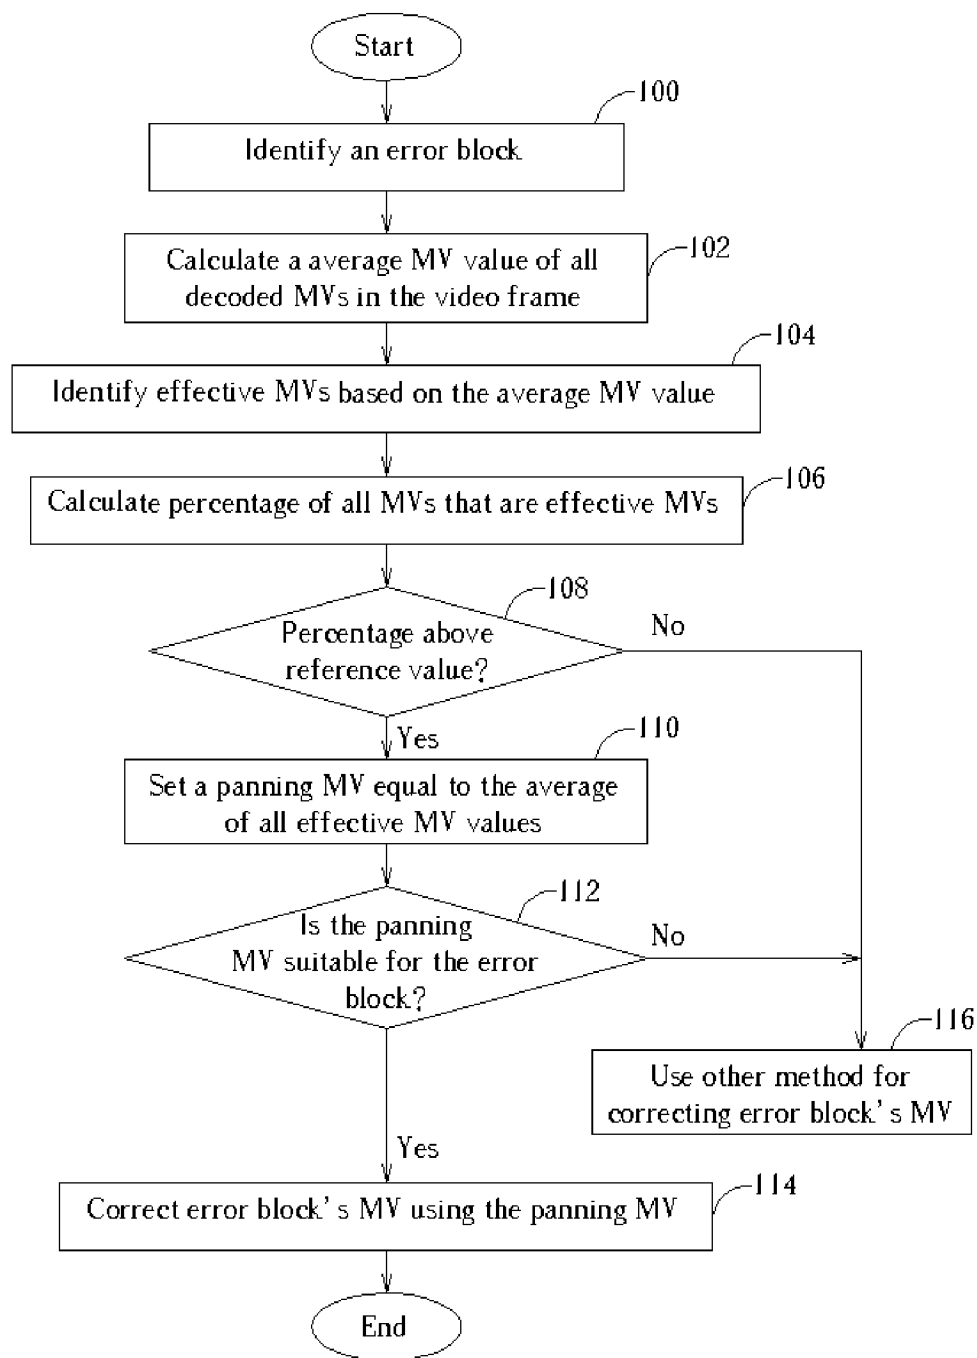 Start
100
Identify an error block
102
Calculate a average MV value of all
decoded MVs in the video frame
104
Identify effective MVs based on the average MV value
106
Calculate percentage of all MVs that are effective MVs
108
Percentage above
reference value?
No
Yes
110
Set a panning MV equal to the average
of all effective MV values
112
Is the panning
MV suitable for the error
block?
No
116
Use other method for
correcting error block's MV
Yes
114
Correct error block's MV using the panning MV
End